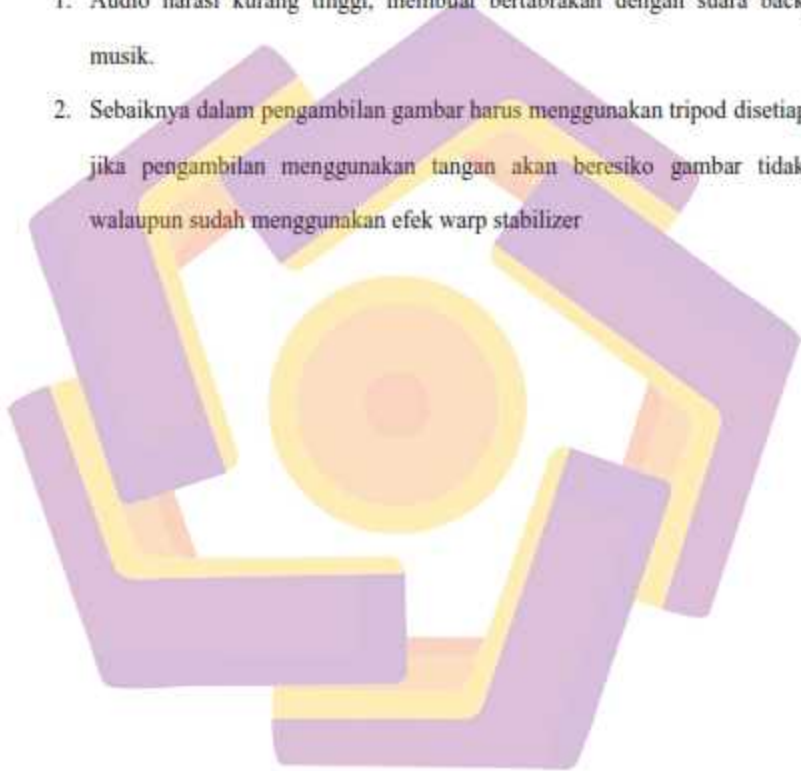 1. Audio narasi kurang tinggi, membuat bertabrakan dengan suara back
musik.
2. Sebaiknya dalam pengambilan gambar harus menggunakan tripod disetiap
jika pengambilan menggunakan tangan akan beresiko gambar tidak
walaupun sudah menggunakan efek warp stabilizer